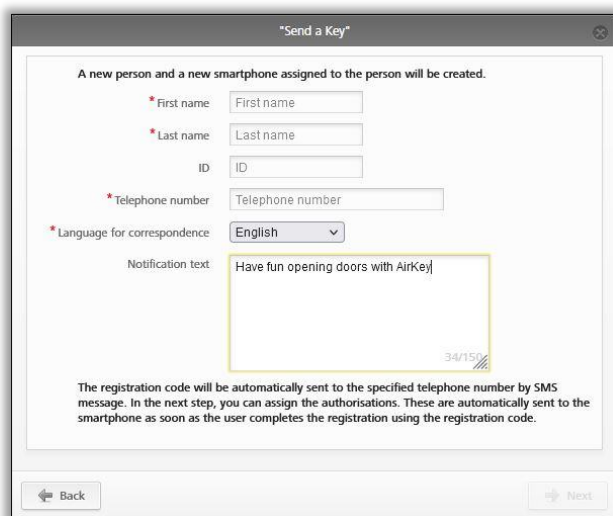 "Send a Key"
A new person and a new smartphone assigned to the person will be created.
* First name First name
* Last name Last name
ID ID
* Telephone number Telephone number
* Language for correspondence English
Notification text Have fun opening doors with AirKey
34/150
The registration code will be automatically sent to the specified telephone number by SMS
message. In the next step, you can assign the authorisations. These are automatically sent to the
smartphone as soon as the user completes the registration using the registration code.
Back Next